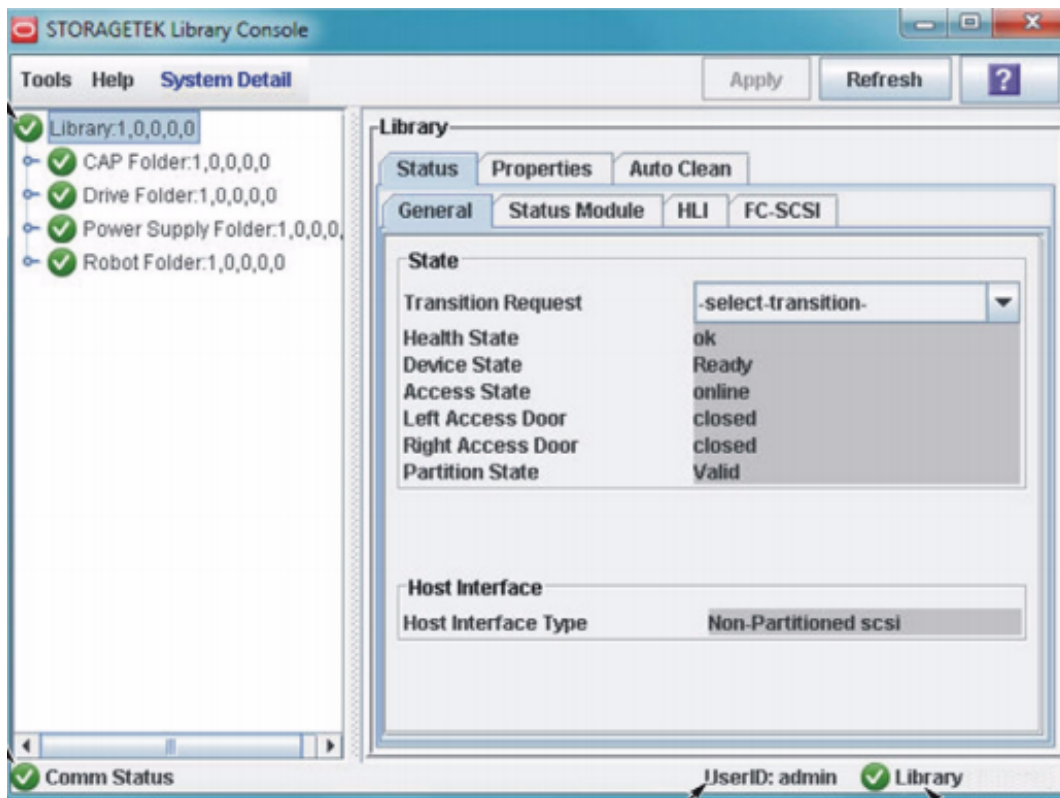 STORAGETEK Library Console
Tools Help System Detail
Apply Refresh ?
Library:1,0,0,0,0
CAP Folder:1,0,0,0,0
Drive Folder:1,0,0,0,0
Power Supply Folder:1,0,0,0,
Robot Folder:1,0,0,0,0
Library
Status Properties Auto Clean
General Status Module HLI FC-SCSI
State
Transition Request -select-transition-
Health State ok
Device State Ready
Access State online
Left Access Door closed
Right Access Door closed
Partition State Valid
Host Interface
Host Interface Type Non-Partitioned scsi
Comm Status UserID: admin Library